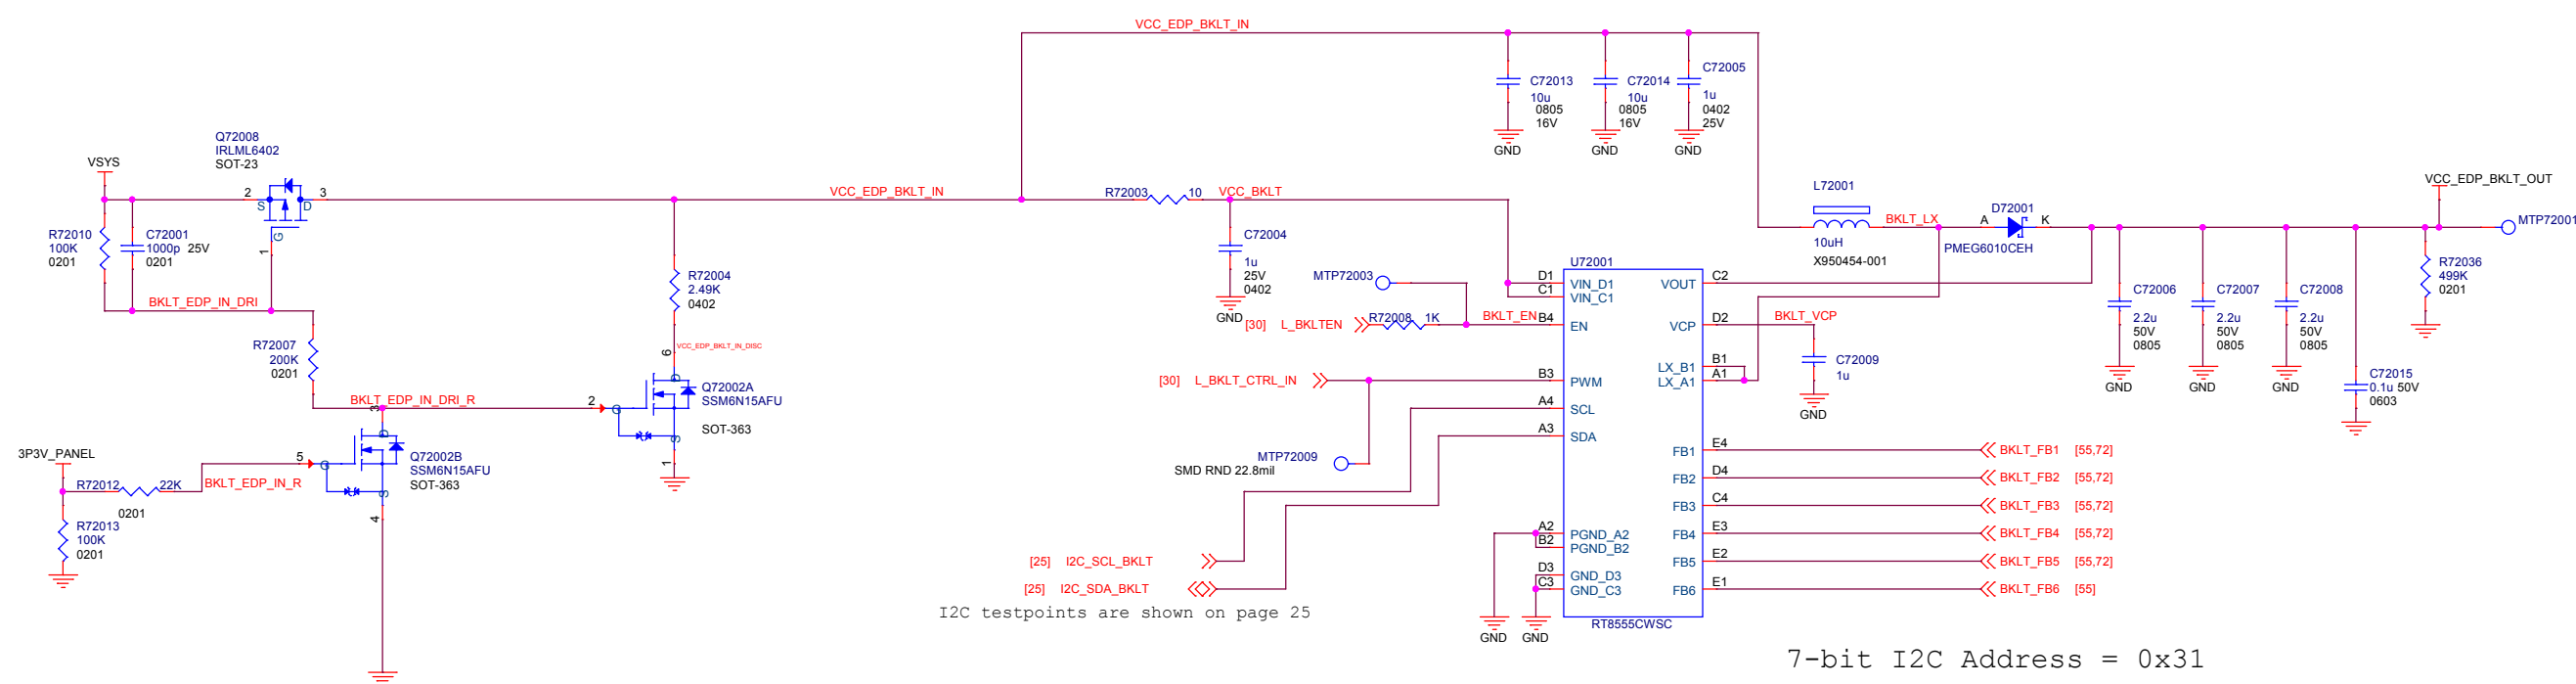 VCC_EDP_BKLT_IN
C72013
10u
0805
16V
GND
C72014
10u
0805
16V
GND
C72005
1u
0402
25V
GND
Q72008
IRLML6402
SOT-23
VSYS
2
S
D
3
G
1
R72010
100K
0201
C72001
1000p 25V
0201
BKLT_EDP_IN_DRI
R72007
200K
0201
BKLT_EDP_IN_DRI_R
3
D
5
G
S
4
Q72002B
SSM6N15AFU
SOT-363
3P3V_PANEL
R72012
22K
0201
BKLT_EDP_IN_R
R72013
100K
0201
VCC_EDP_BKLT_IN
R72004
2.49K
0402
VCC_EDP_BKLT_IN_DISC
6
D
2
G
S
1
Q72002A
SSM6N15AFU
SOT-363
R72003
10
VCC_BKLT
C72004
1u
25V
0402
GND
MTP72003
[30] L_BKLTEN
R72008
1K
BKLT_EN
[30] L_BKLT_CTRL_IN
MTP72009
SMD RND 22.8mil
[25] I2C_SCL_BKLT
[25] I2C_SDA_BKLT
I2C testpoints are shown on page 25
GND
GND
U72001
D1 VIN_D1
C1 VIN_C1
B4 EN
B3 PWM
A4 SCL
A3 SDA
A2 PGND_A2
B2 PGND_B2
D3 GND_D3
C3 GND_C3
VOUT C2
VCP D2
LX_B1 B1
LX_A1 A1
FB1 E4
FB2 D4
FB3 C4
FB4 E3
FB5 E2
FB6 E1
RT8555CWSC
L72001
10uH
X950454-001
BKLT_LX
D72001
A
K
PMEG6010CEH
BKLT_VCP
C72009
1u
GND
VCC_EDP_BKLT_OUT
MTP72001
C72006
2.2u
50V
0805
GND
C72007
2.2u
50V
0805
GND
C72008
2.2u
50V
0805
GND
C72015
0.1u 50V
0603
R72036
499K
0201
BKLT_FB1 [55,72]
BKLT_FB2 [55,72]
BKLT_FB3 [55,72]
BKLT_FB4 [55,72]
BKLT_FB5 [55,72]
BKLT_FB6 [55]
7-bit I2C Address = 0x31